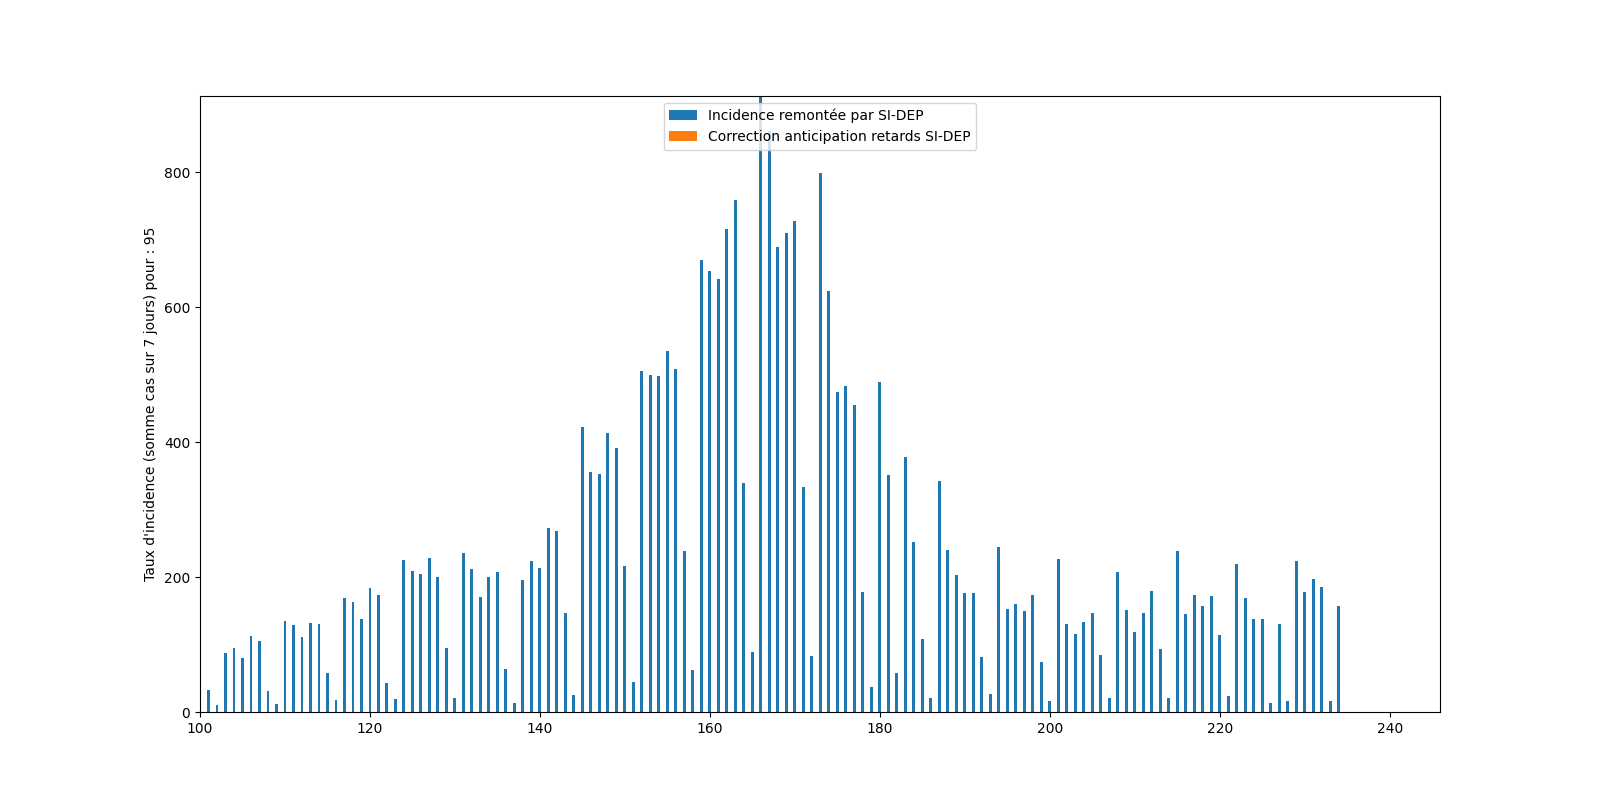 Incidence remontée par SI-DEP
Correction anticipation retards SI-DEP
Taux d'incidence (somme cas sur 7 jours) pour : 95
800
600
400
200
0
100 120 140 160 180 200 220 240